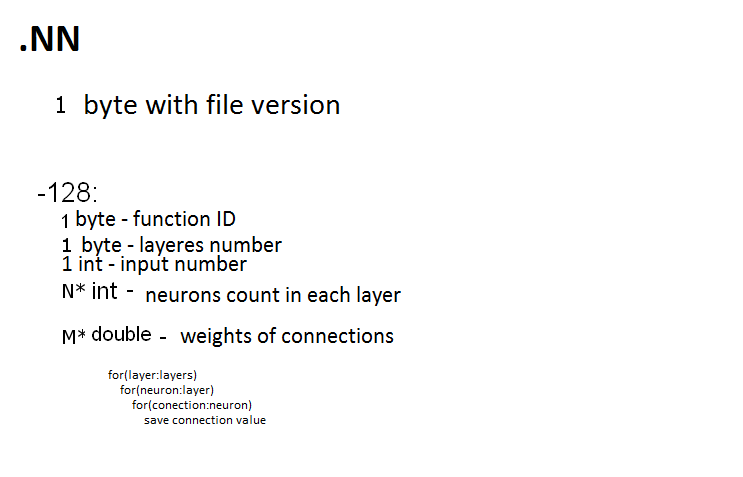 .NN
1 byte with file version
-128:
1 byte - function ID
1 byte - layeres number
1 int - input number
N* int - neurons count in each layer
M* double - weights of connections
for(layer:layers)
for(neuron:layer)
for(conection:neuron)
save connection value